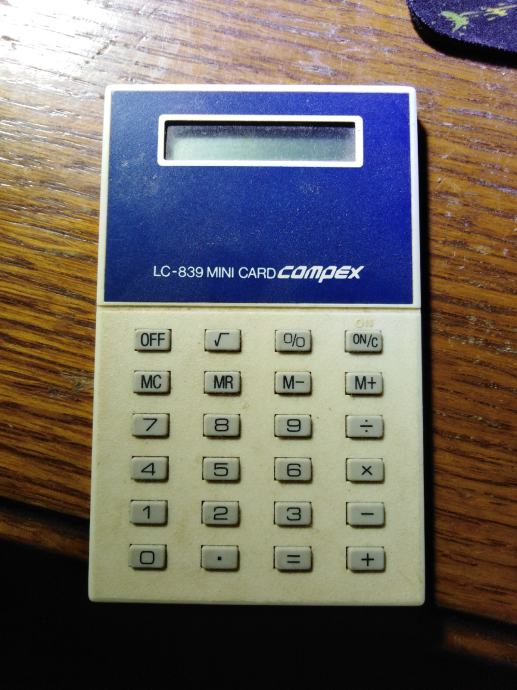 LC-839 MINI CARD compex
ON
OFF √ % ON/C
MC MR M− M+
7 8 9 ÷
4 5 6 ×
1 2 3 −
0 . = +